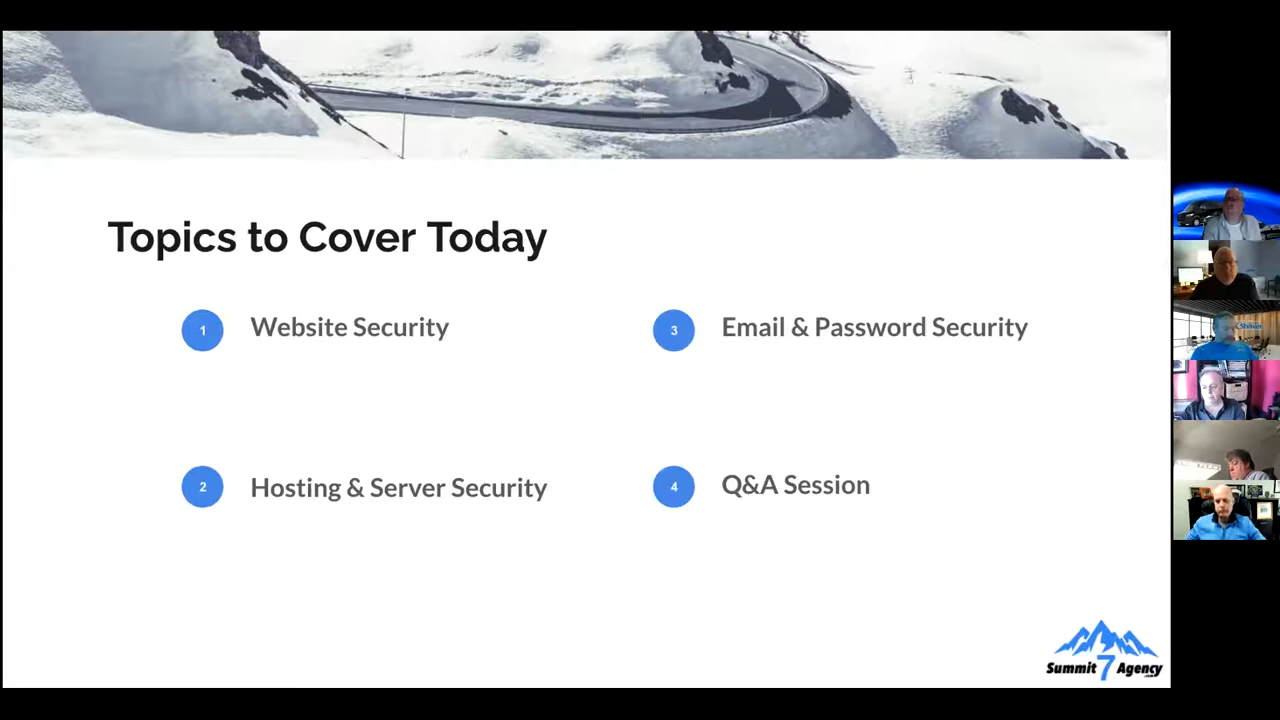 Topics to Cover Today
1 Website Security
2 Hosting & Server Security
3 Email & Password Security
4 Q&A Session
Summit 7 Agency
.com